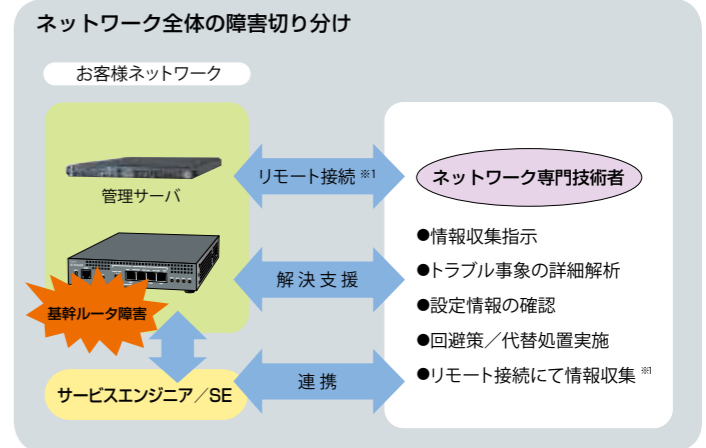 ネットワーク全体の障害切り分け
お客様ネットワーク
管理サーバ
基幹ルータ障害
サービスエンジニア/SE
リモート接続 ※1
解決支援
連携
ネットワーク専門技術者
●情報収集指示
●トラブル事象の詳細解析
●設定情報の確認
●回避策/代替処置実施
●リモート接続にて情報収集 ※1